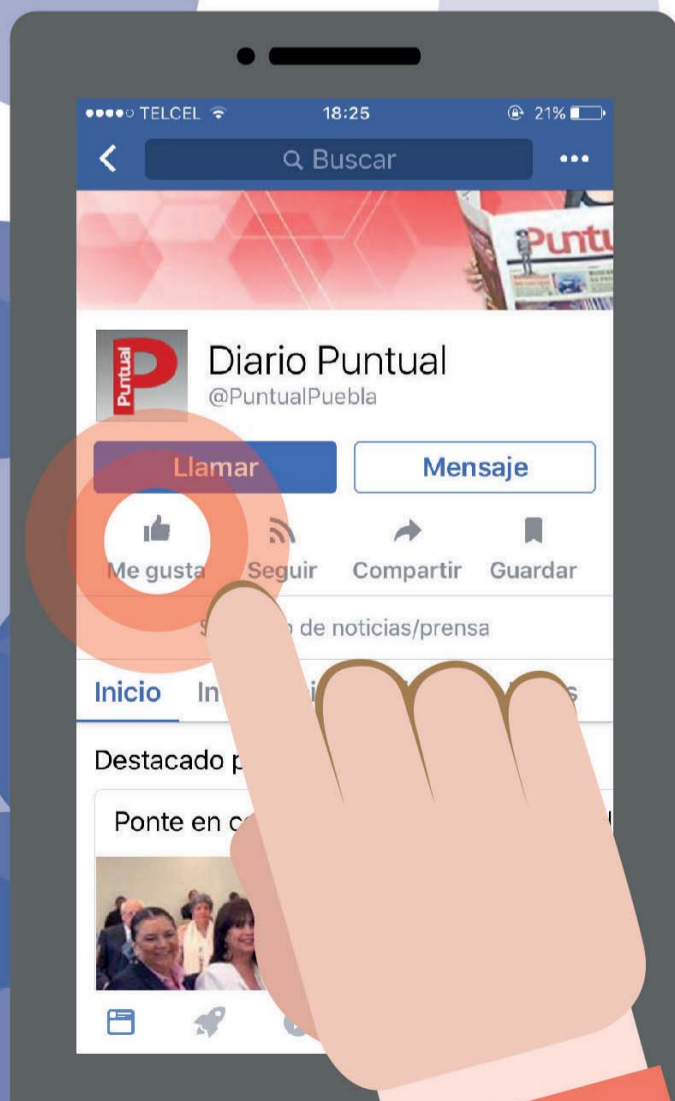 TELCEL 18:25 21%
Buscar
Puntu
Puntual
Diario Puntual
@PuntualPuebla
Llamar Mensaje
Me gusta Seguir Compartir Guardar
de noticias/prensa
Inicio
Destacado
Ponte en